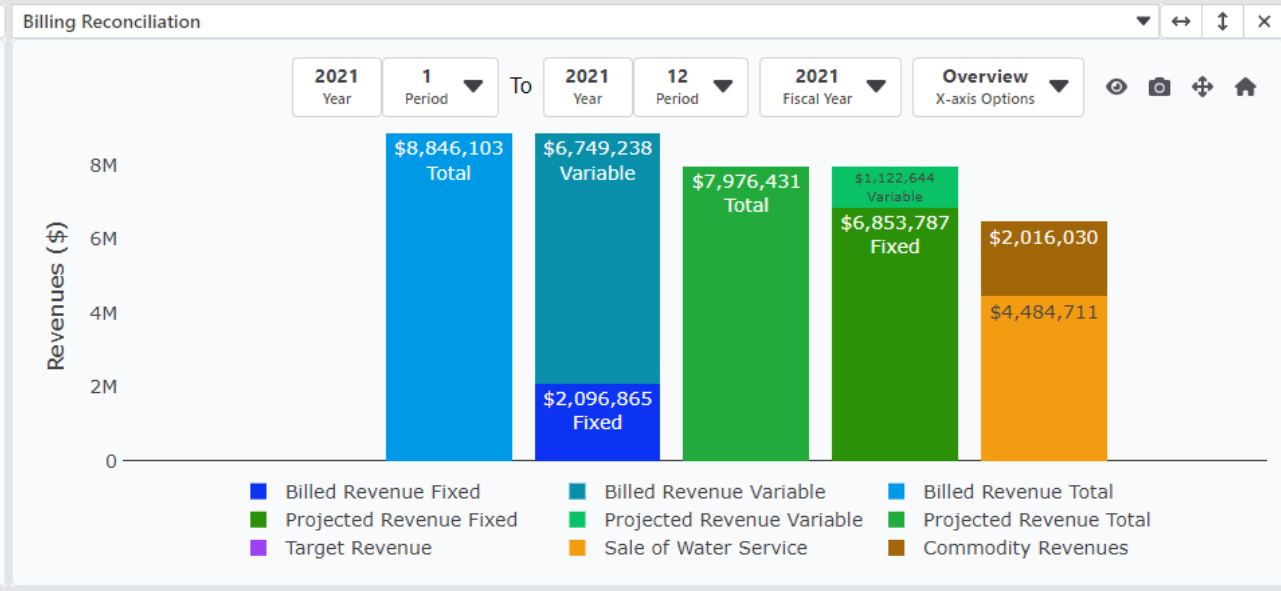 Billing Reconciliation
2021 1 To 2021 12 2021 Overview
Year Period Year Period Fiscal Year X-axis Options
$8,846,103 $6,749,238
Total Variable
$7,976,431 $1,122,644
Total Variable
$6,853,787
Fixed
$2,016,030
$4,484,711
$2,096,865
Fixed
8M
6M
4M
2M
0
Revenues ($)
Billed Revenue Fixed Billed Revenue Variable Billed Revenue Total
Projected Revenue Fixed Projected Revenue Variable Projected Revenue Total
Target Revenue Sale of Water Service Commodity Revenues